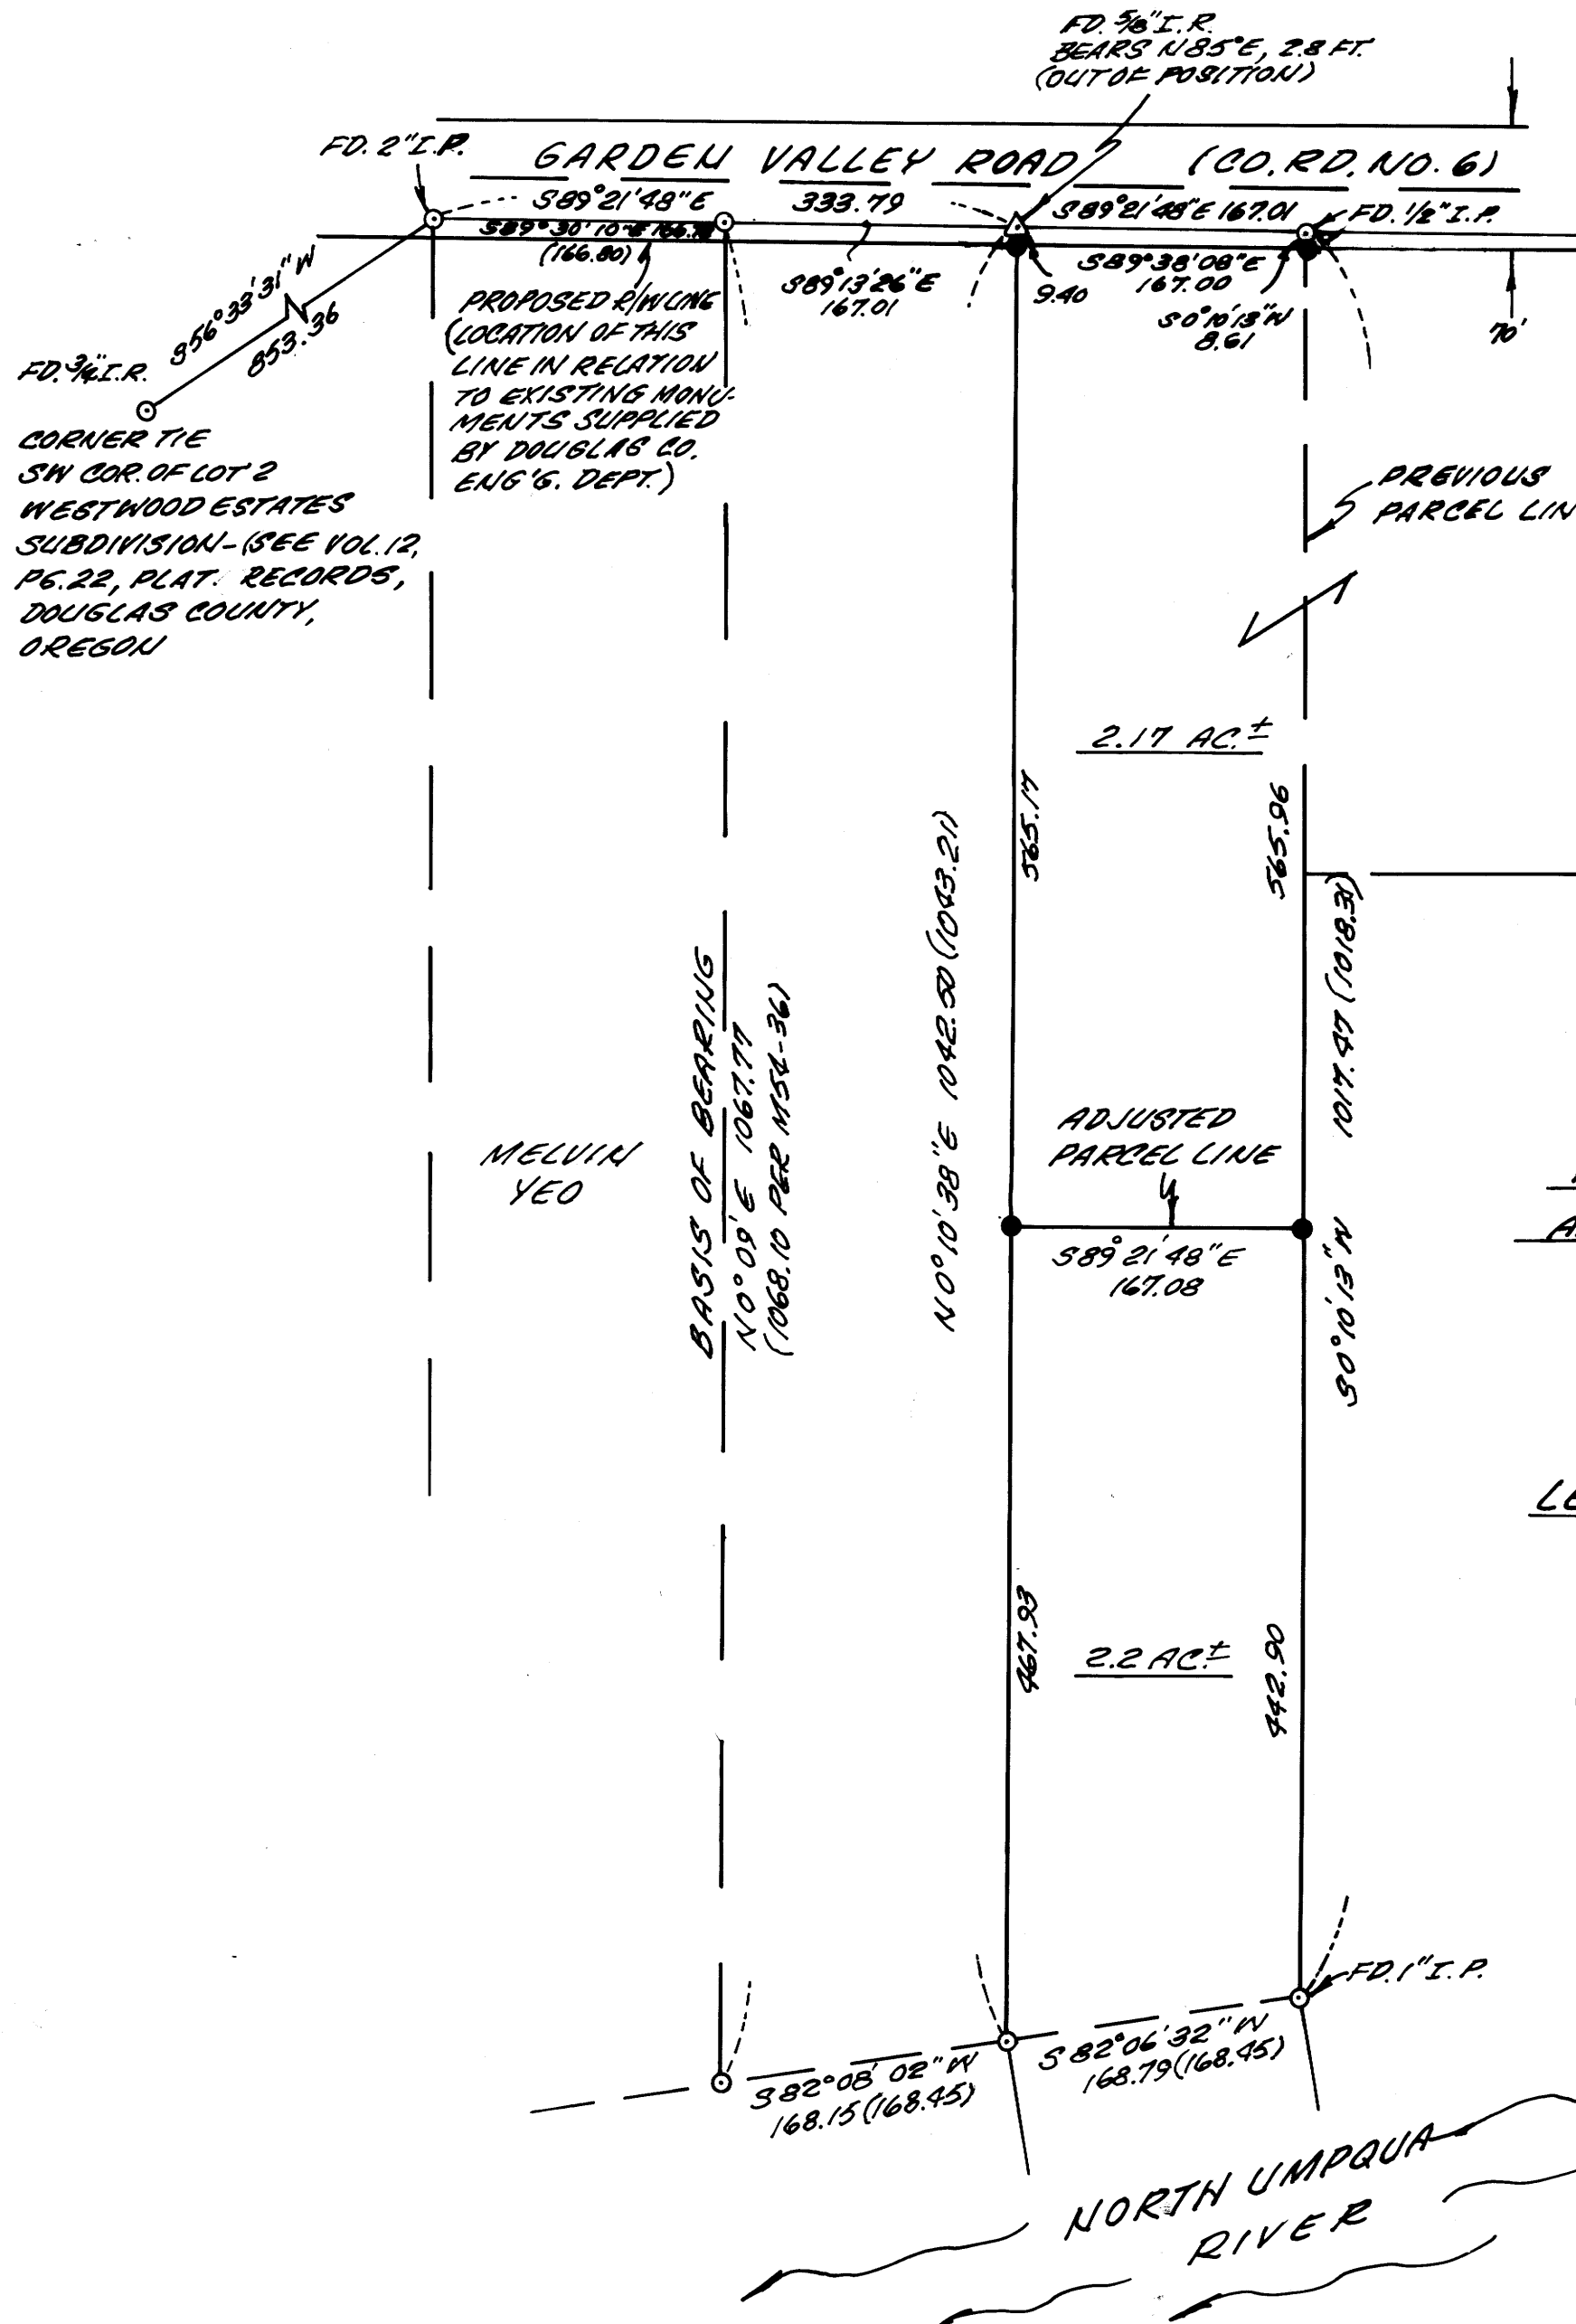 FD. 5/8" I.R.
BEARS N85°E, 2.8 FT.
(OUT OF POSITION)
FD. 2" I.P.
GARDEN VALLEY ROAD (CO. RD. NO. 6)
S89°21'48"E 333.79
S89°21'48"E 167.01
FD. 1/2" I.P.
S89°30'10"E
(166.80)
S89°13'26"E
167.01
9.40
S89°38'08"E
167.00
S0°10'13"W
8.61
70'
S56°33'31"W
853.36
FD. 3/4" I.R.
CORNER TIE
SW COR. OF LOT 2
WESTWOOD ESTATES
SUBDIVISION-(SEE VOL. 12,
PG. 22, PLAT. RECORDS,
DOUGLAS COUNTY,
OREGON
PROPOSED R/W LINE
(LOCATION OF THIS
LINE IN RELATION
TO EXISTING MONU-
MENTS SUPPLIED
BY DOUGLAS CO.
ENG'G. DEPT.)
PREVIOUS
PARCEL LIN
2.17 AC.±
565.17
565.96
N0°10'38"E 1042.50 (1043.21)
S0°10'13"W 1017.47 (1018.31)
BASIS OF BEARING
N0°09'E 1067.77
(1068.10 PER M54-36)
MELVIN
YEO
ADJUSTED
PARCEL LINE
S89°21'48"E
167.08
A
LE
467.93
2.2 AC.±
442.90
FD. 1" I.P.
S82°08'02"W
168.15 (168.45)
S82°06'32"W
168.79 (168.45)
NORTH UMPQUA
RIVER